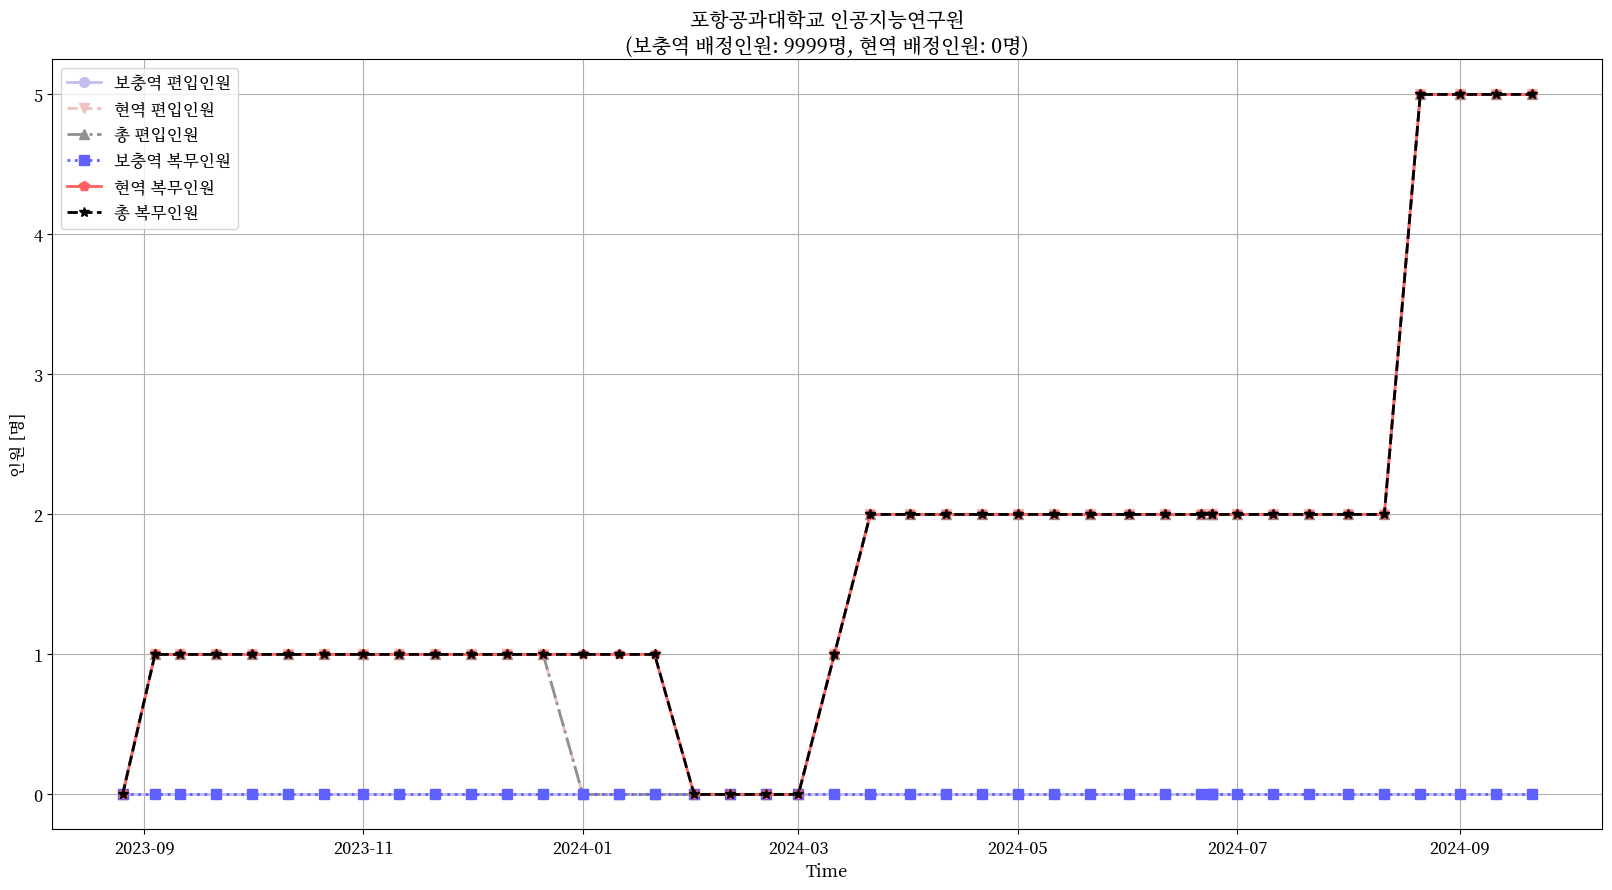 포항공과대학교 인공지능연구원
(보충역 배정인원: 9999명, 현역 배정인원: 0명)
보충역 편입인원
현역 편입인원
총 편입인원
보충역 복무인원
현역 복무인원
총 복무인원
5
4
3
2
1
0
인원 [명]
2023-09
2023-11
2024-01
2024-03
2024-05
2024-07
2024-09
Time